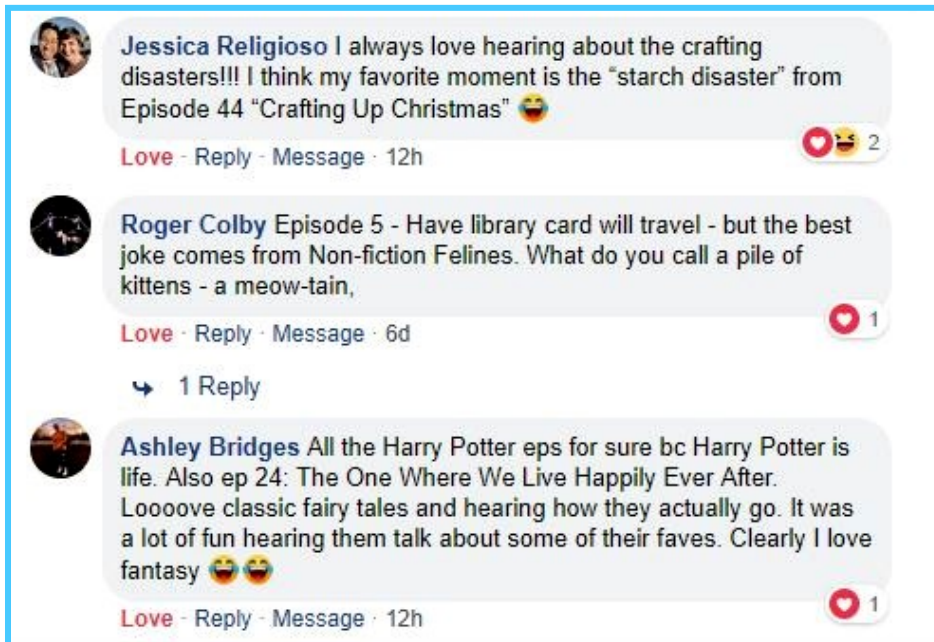 Jessica Religioso I always love hearing about the crafting
disasters!!! I think my favorite moment is the “starch disaster” from
Episode 44 “Crafting Up Christmas” 😂
2
Love · Reply · Message · 12h
Roger Colby Episode 5 - Have library card will travel - but the best
joke comes from Non-fiction Felines. What do you call a pile of
kittens - a meow-tain,
1
Love · Reply · Message · 6d
1 Reply
Ashley Bridges All the Harry Potter eps for sure bc Harry Potter is
life. Also ep 24: The One Where We Live Happily Ever After.
Loooove classic fairy tales and hearing how they actually go. It was
a lot of fun hearing them talk about some of their faves. Clearly I love
fantasy 😂😂
1
Love · Reply · Message · 12h